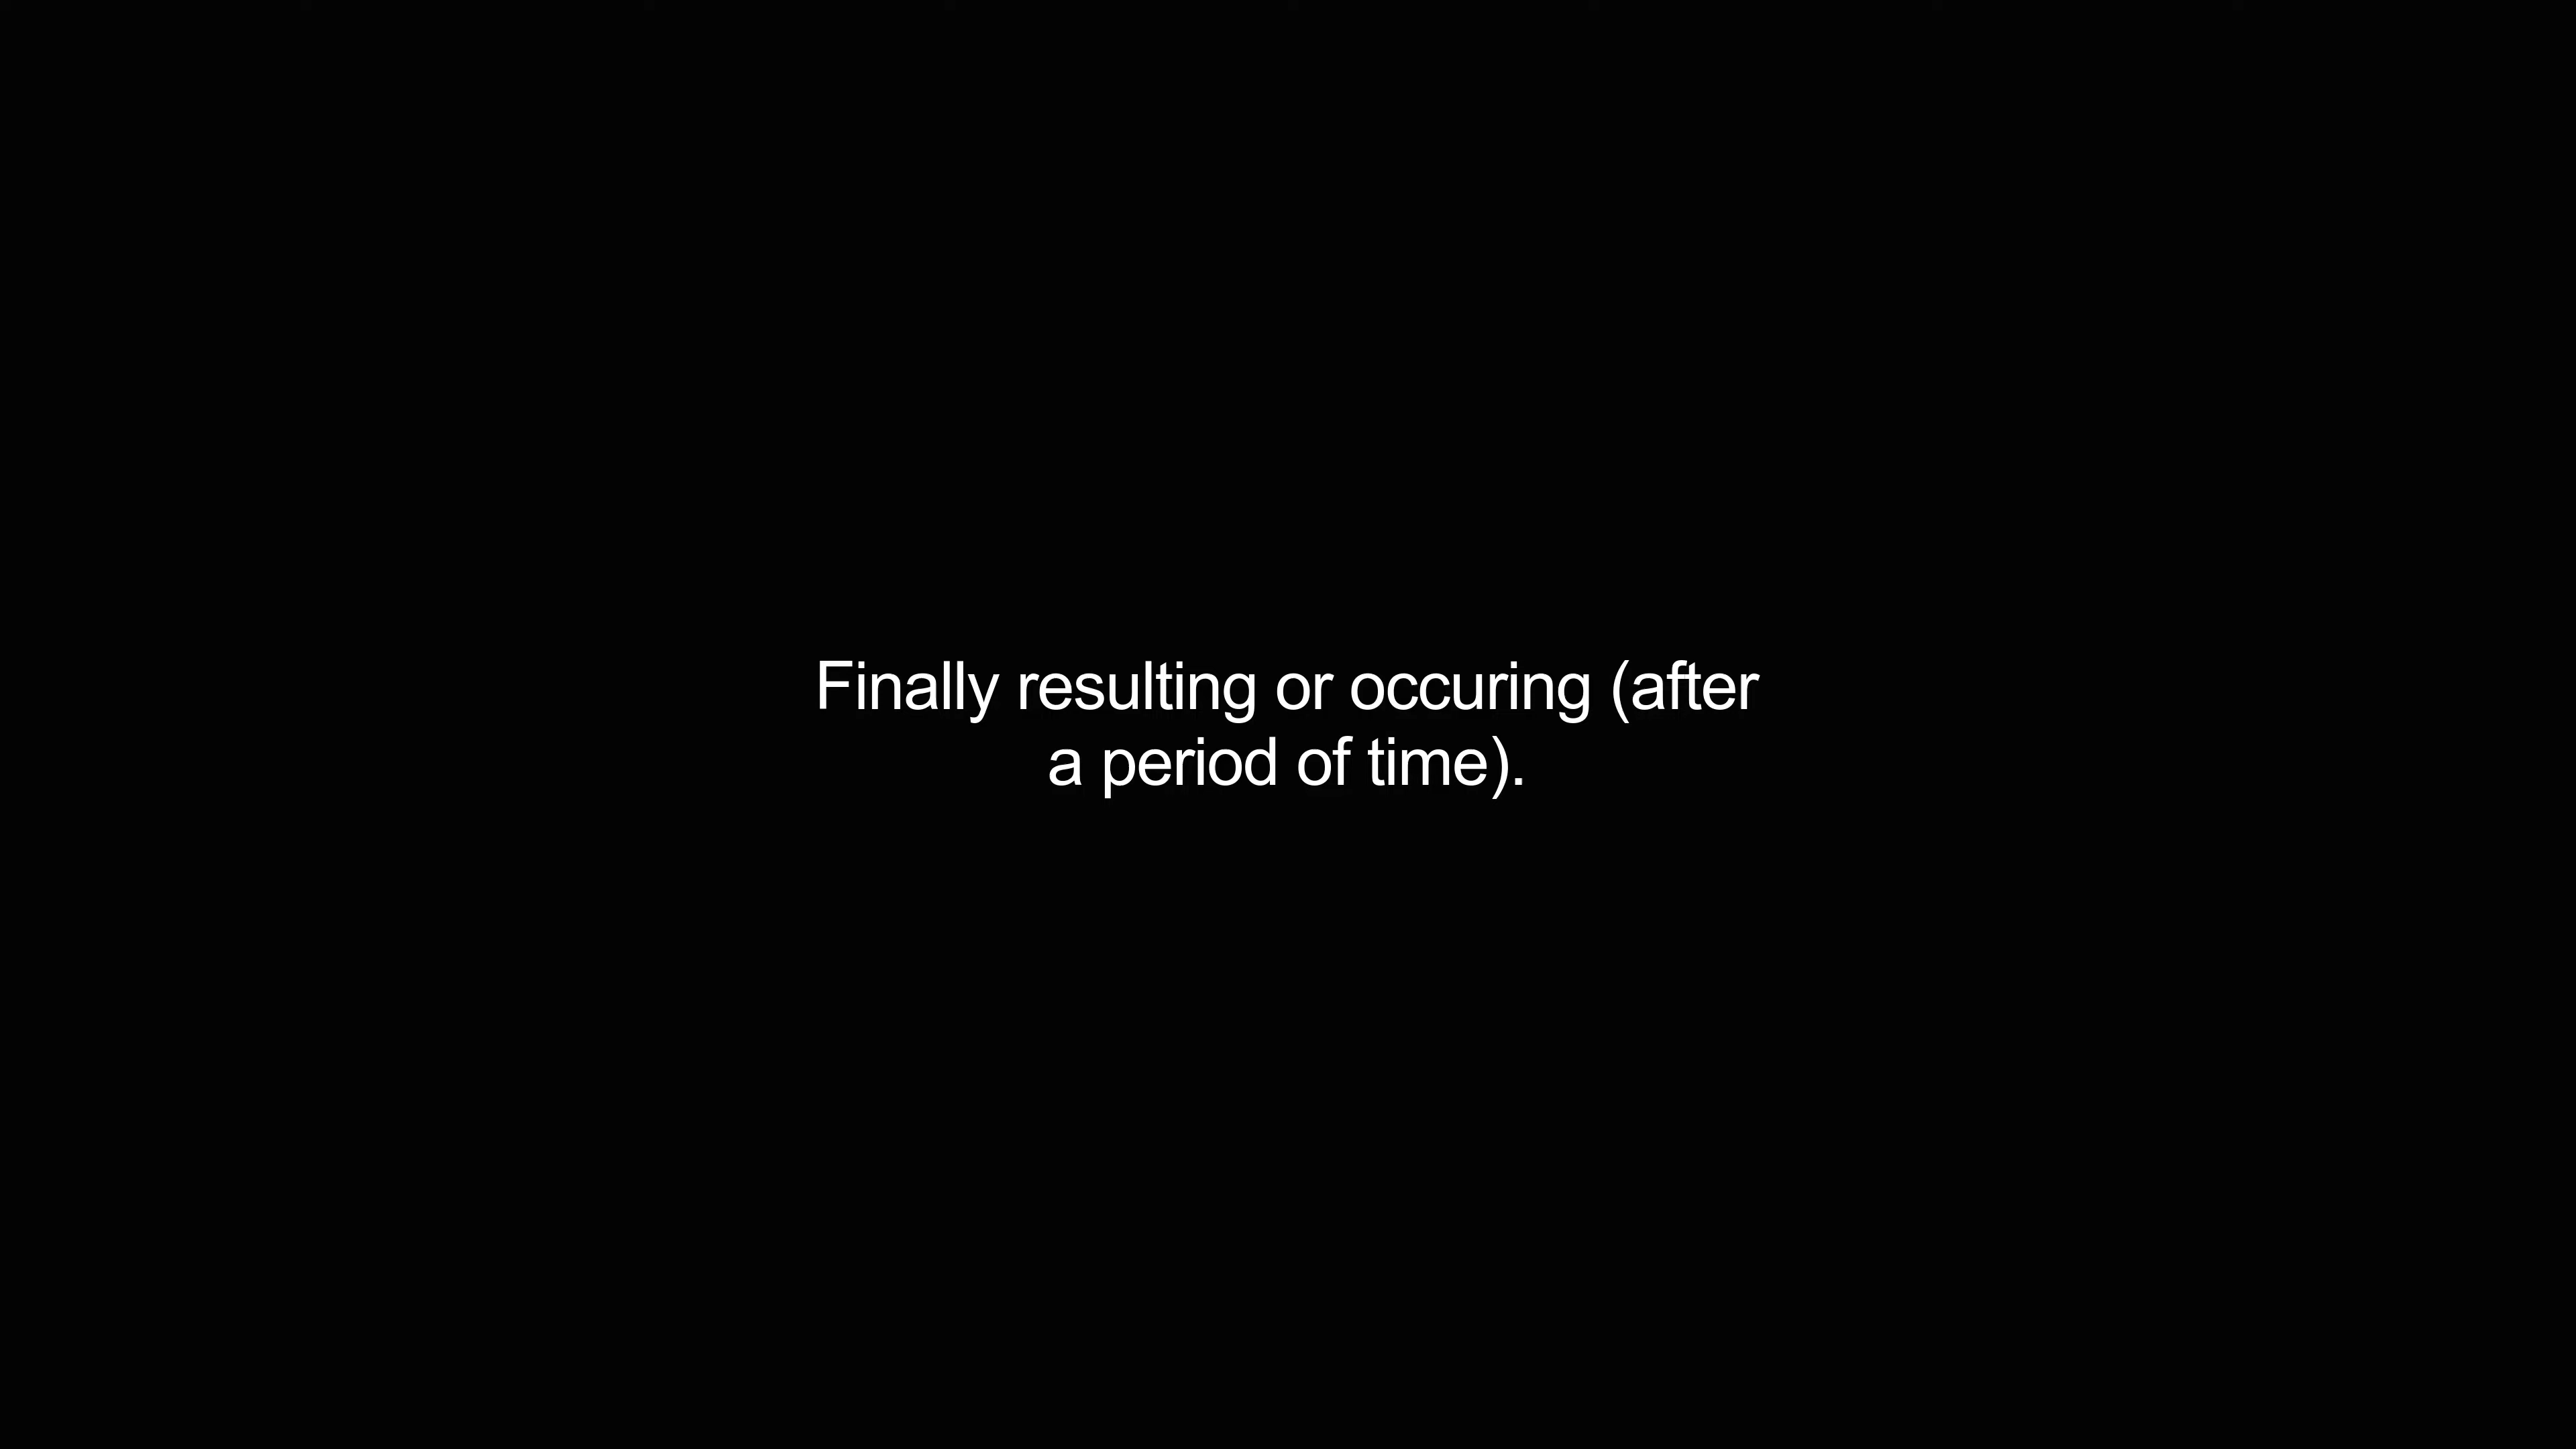 Finally resulting or occuring (after
a period of time).